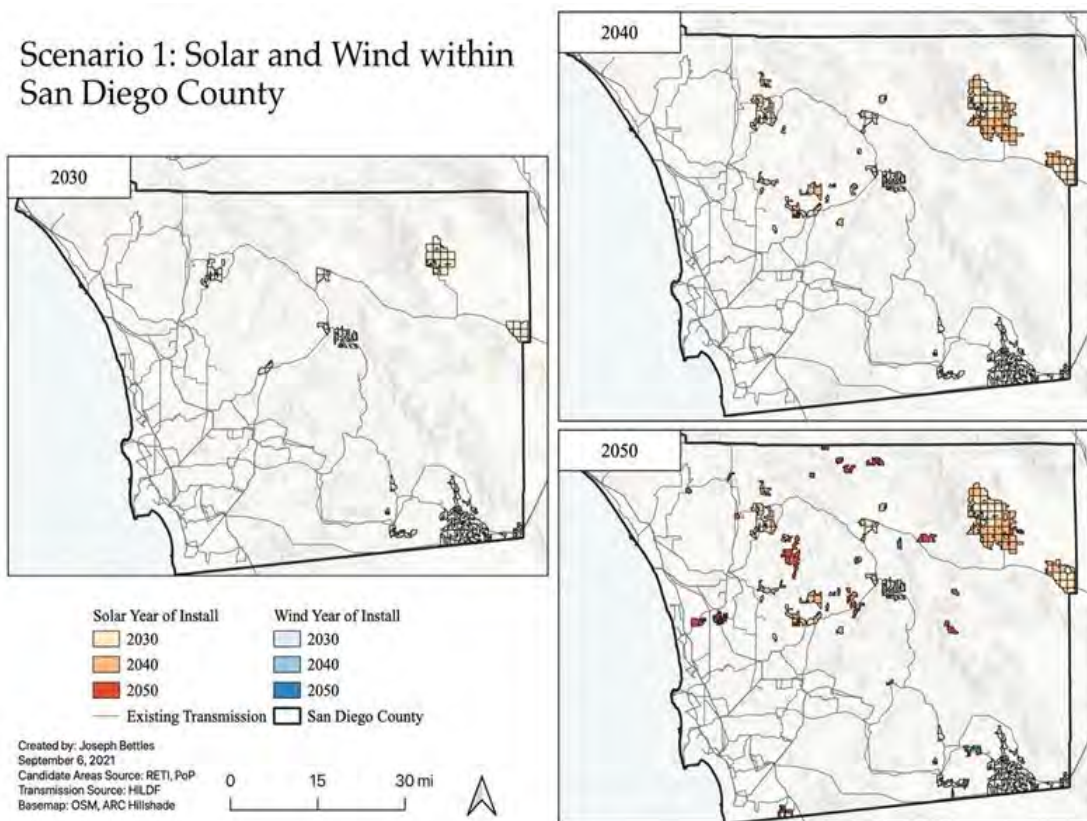 Scenario 1: Solar and Wind within
San Diego County
2030
2040
2050
Solar Year of Install
2030
2040
2050
Existing Transmission
Wind Year of Install
2030
2040
2050
San Diego County
Created by: Joseph Bettles
September 6, 2021
Candidate Areas Source: RETI, PoP
Transmission Source: HILDF
Basemap: OSM, ARC Hillshade
0 15 30 mi